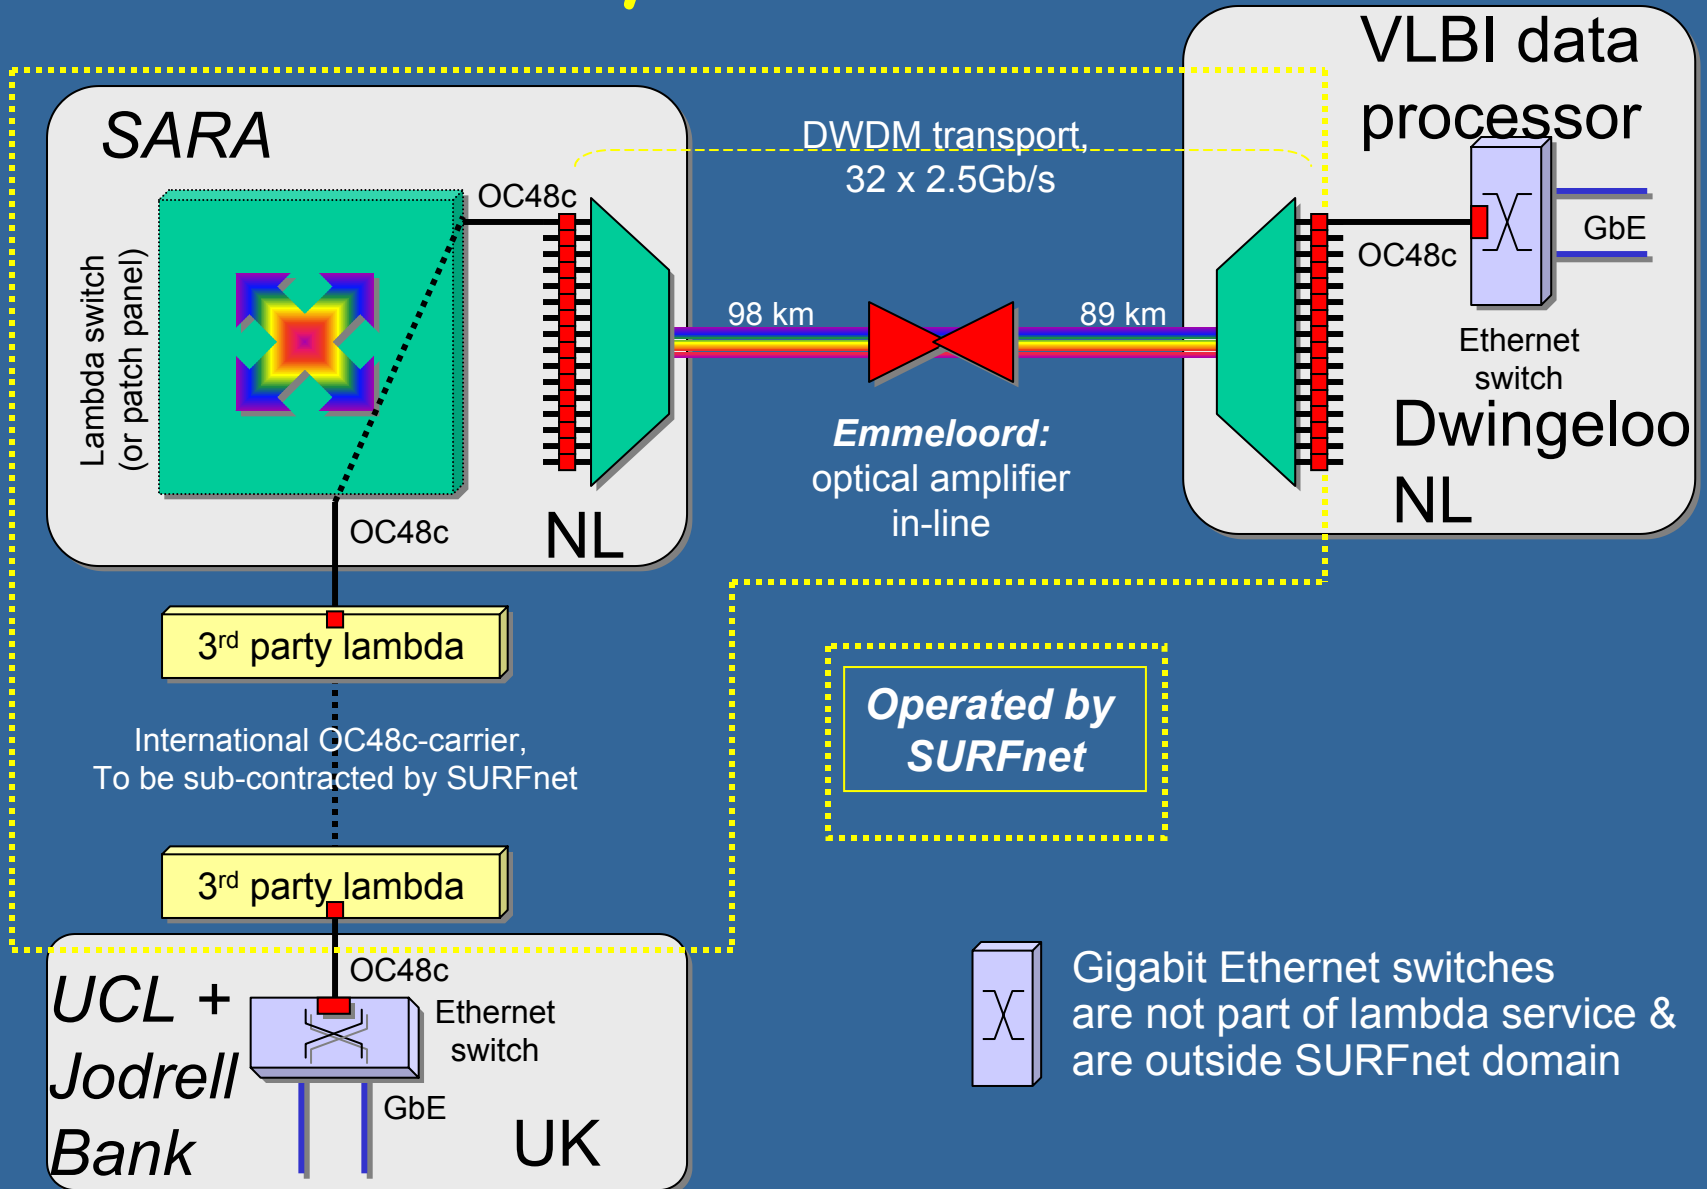 VLBI data
processor
SARA
DWDM transport,
32 x 2.5Gb/s
OC48c
Lambda switch
(or patch panel)
OC48c
GbE
98 km
89 km
Ethernet
switch
Emmeloord:
optical amplifier
in-line
Dwingeloo
NL
OC48c
NL
3rd party lambda
International OC48c-carrier,
To be sub-contracted by SURFnet
Operated by
SURFnet
3rd party lambda
OC48c
UCL +
Jodrell
Bank
Ethernet
switch
GbE
UK
Gigabit Ethernet switches
are not part of lambda service &
are outside SURFnet domain